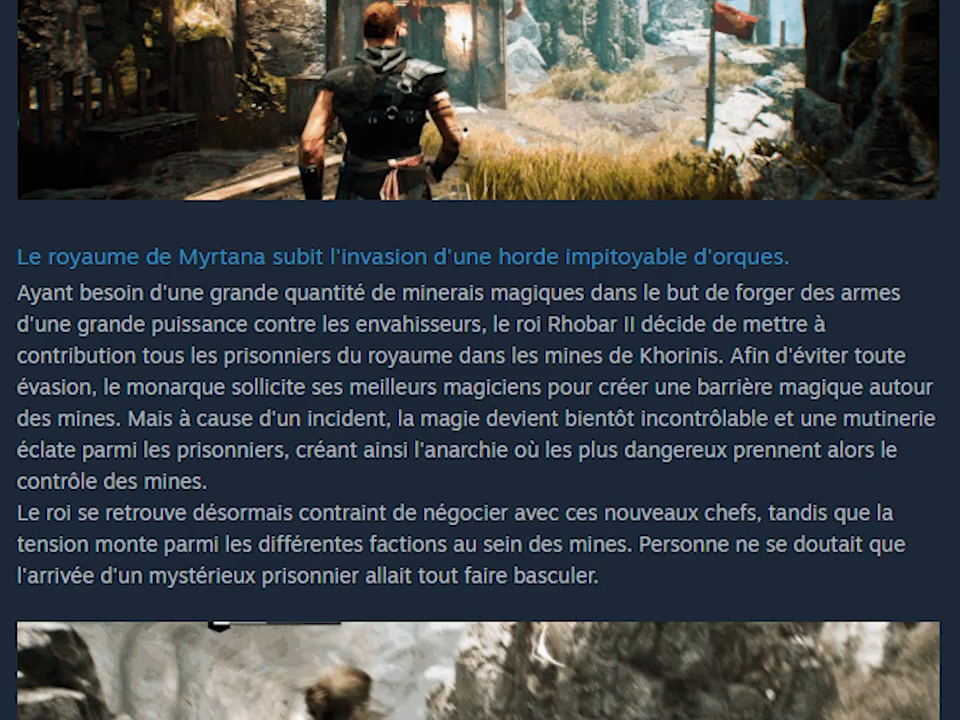 Le royaume de Myrtana subit l'invasion d'une horde impitoyable d'orques.
Ayant besoin d'une grande quantité de minerais magiques dans le but de forger des armes
d'une grande puissance contre les envahisseurs, le roi Rhobar II décide de mettre à
contribution tous les prisonniers du royaume dans les mines de Khorinis. Afin d'éviter toute
évasion, le monarque sollicite ses meilleurs magiciens pour créer une barrière magique autour
des mines. Mais à cause d'un incident, la magie devient bientôt incontrôlable et une mutinerie
éclate parmi les prisonniers, créant ainsi l'anarchie où les plus dangereux prennent alors le
contrôle des mines.
Le roi se retrouve désormais contraint de négocier avec ces nouveaux chefs, tandis que la
tension monte parmi les différentes factions au sein des mines. Personne ne se doutait que
l'arrivée d'un mystérieux prisonnier allait tout faire basculer.